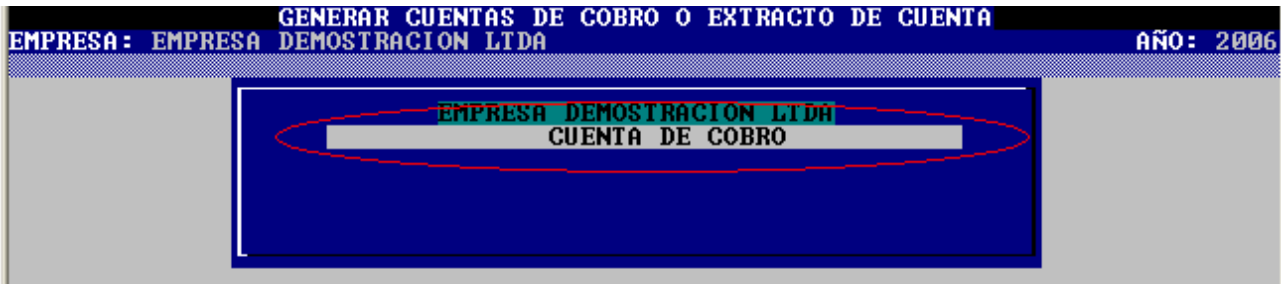 GENERAR CUENTAS DE COBRO O EXTRACTO DE CUENTA
EMPRESA: EMPRESA DEMOSTRACION LTDA AÑO: 2006
EMPRESA DEMOSTRACION LTDA
CUENTA DE COBRO